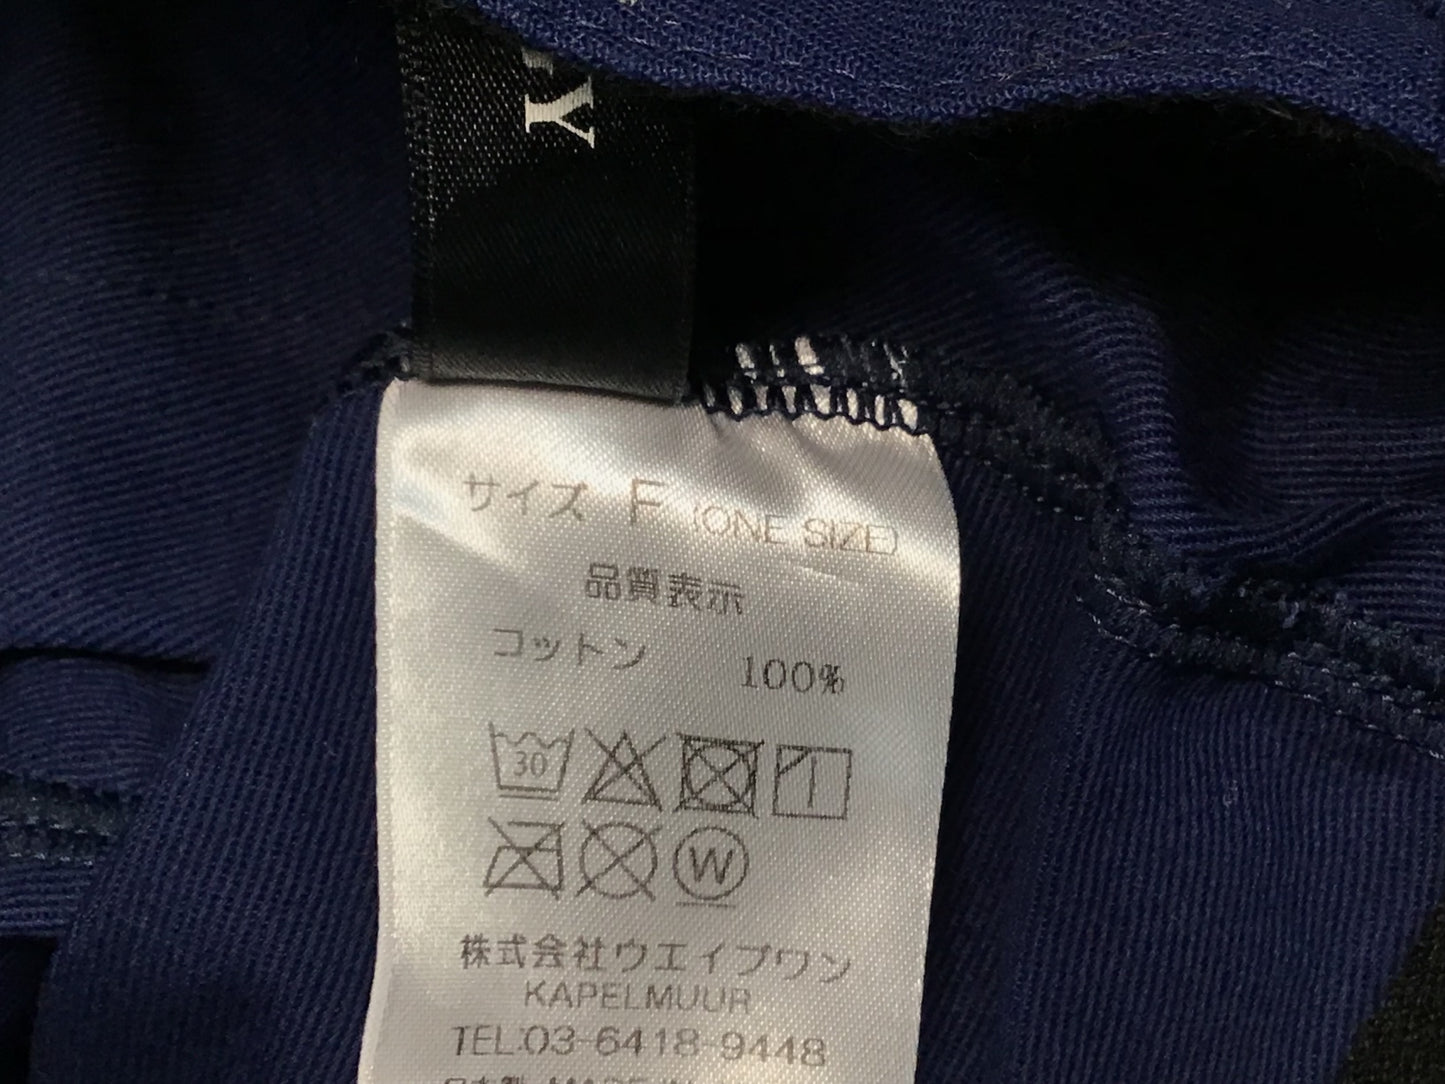 サイズ F (ONE SIZE)
品質表示
コットン 100%
30
W
株式会社ウエイブワン
KAPELMUUR
TEL:03-6418-9448